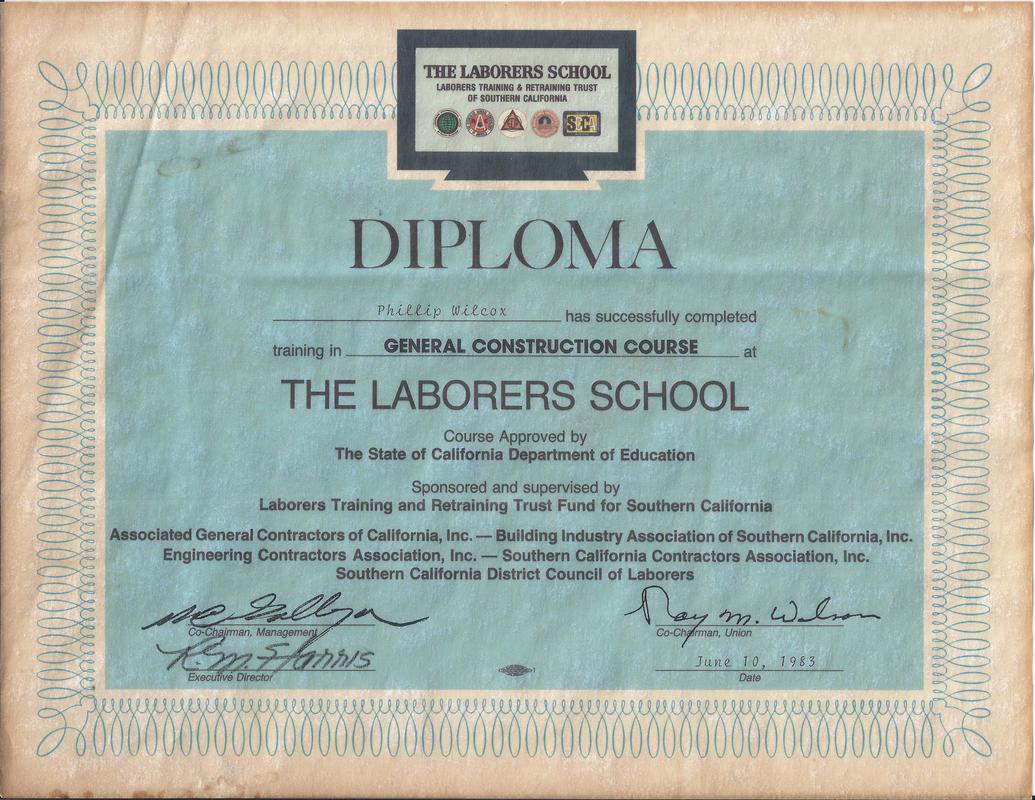 THE LABORERS SCHOOL
LABORERS TRAINING & RETRAINING TRUST
OF SOUTHERN CALIFORNIA
SECA
DIPLOMA
Phillip Wilcox has successfully completed
training in GENERAL CONSTRUCTION COURSE at
THE LABORERS SCHOOL
Course Approved by
The State of California Department of Education
Sponsored and supervised by
Laborers Training and Retraining Trust Fund for Southern California
Associated General Contractors of California, Inc. — Building Industry Association of Southern California, Inc.
Engineering Contractors Association, Inc. — Southern California Contractors Association, Inc.
Southern California District Council of Laborers
Ray M. Wilson
Co-Chairman, Management
Co-Chairman, Union
R. M. Harris
June 10, 1983
Executive Director
Date